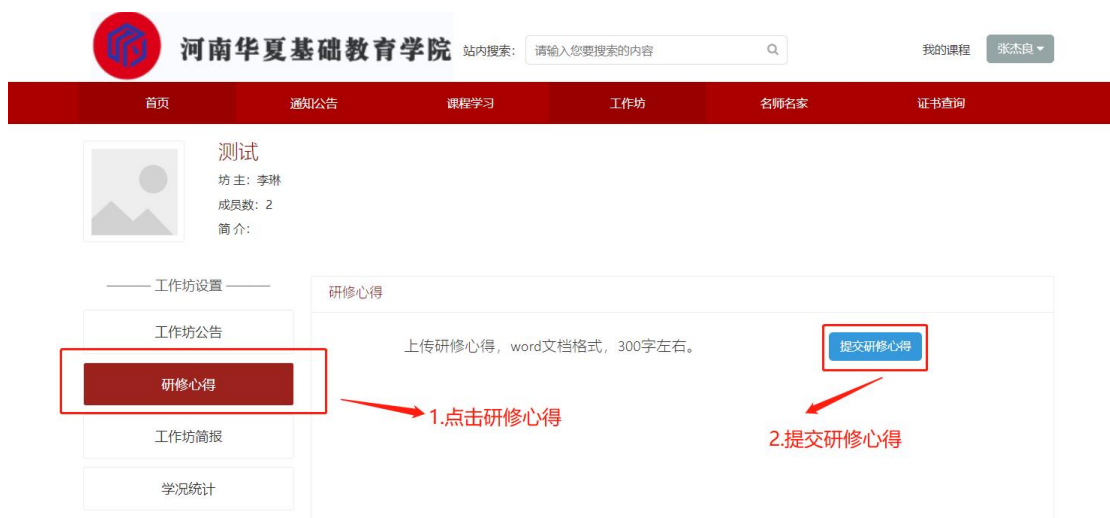 河南华夏基础教育学院 站内搜索： 请输入您要搜索的内容 我的课程 张杰良
首页 通知公告 课程学习 工作坊 名师名家 证书查询
测试
坊 主：李琳
成员数：2
简 介：
工作坊设置
研修心得
工作坊公告
上传研修心得，word文档格式，300字左右。 提交研修心得
研修心得
1.点击研修心得
2.提交研修心得
工作坊简报
学况统计